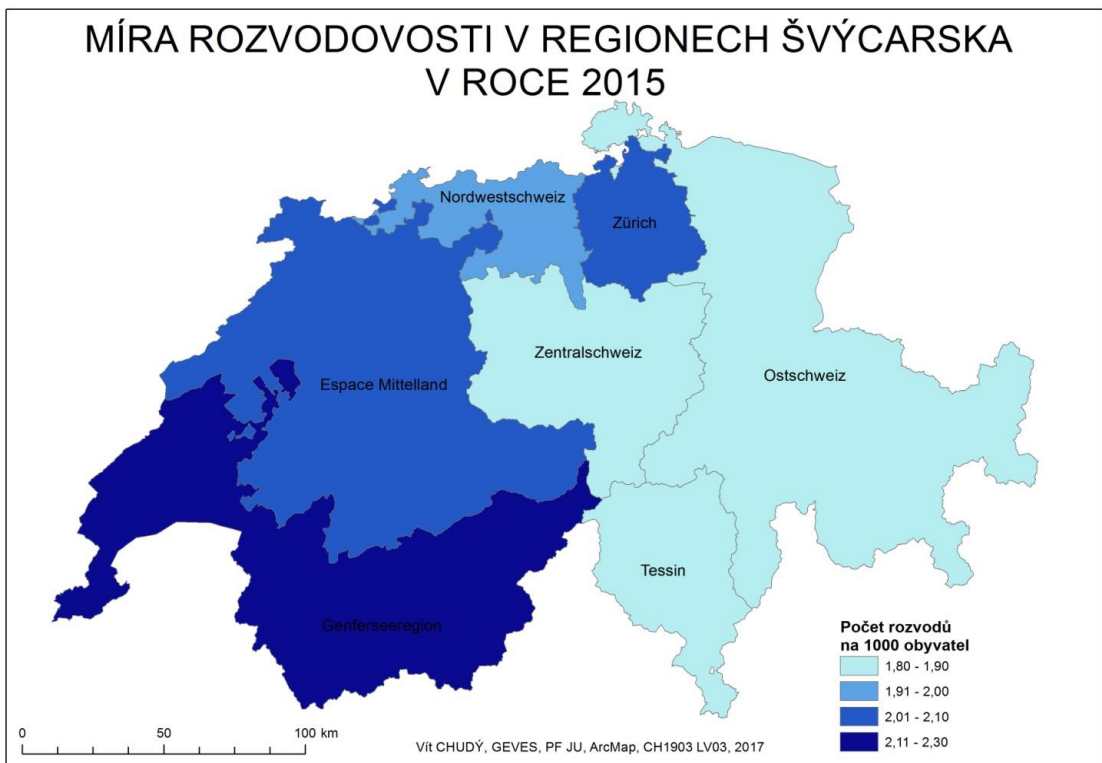 MÍRA ROZVODOVOSTI V REGIONECH ŠVÝCARSKA
V ROCE 2015
Nordwestschweiz
Zürich
Zentralschweiz
Ostschweiz
Espace Mittelland
Tessin
Genferseeregion
Počet rozvodů
na 1000 obyvatel
1,80 - 1,90
1,91 - 2,00
2,01 - 2,10
2,11 - 2,30
0 50 100 km
Vít CHUDÝ, GEVES, PF JU, ArcMap, CH1903 LV03, 2017